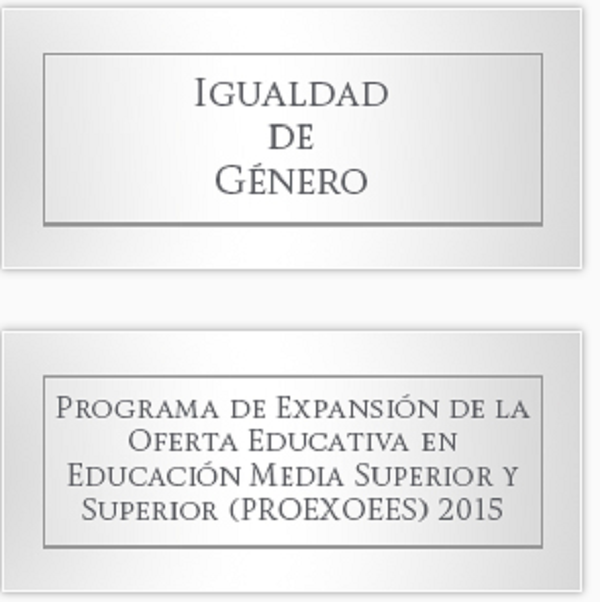 Igualdad
de
Género
Programa de Expansión de la
Oferta Educativa en
Educación Media Superior y
Superior (PROEXOEES) 2015